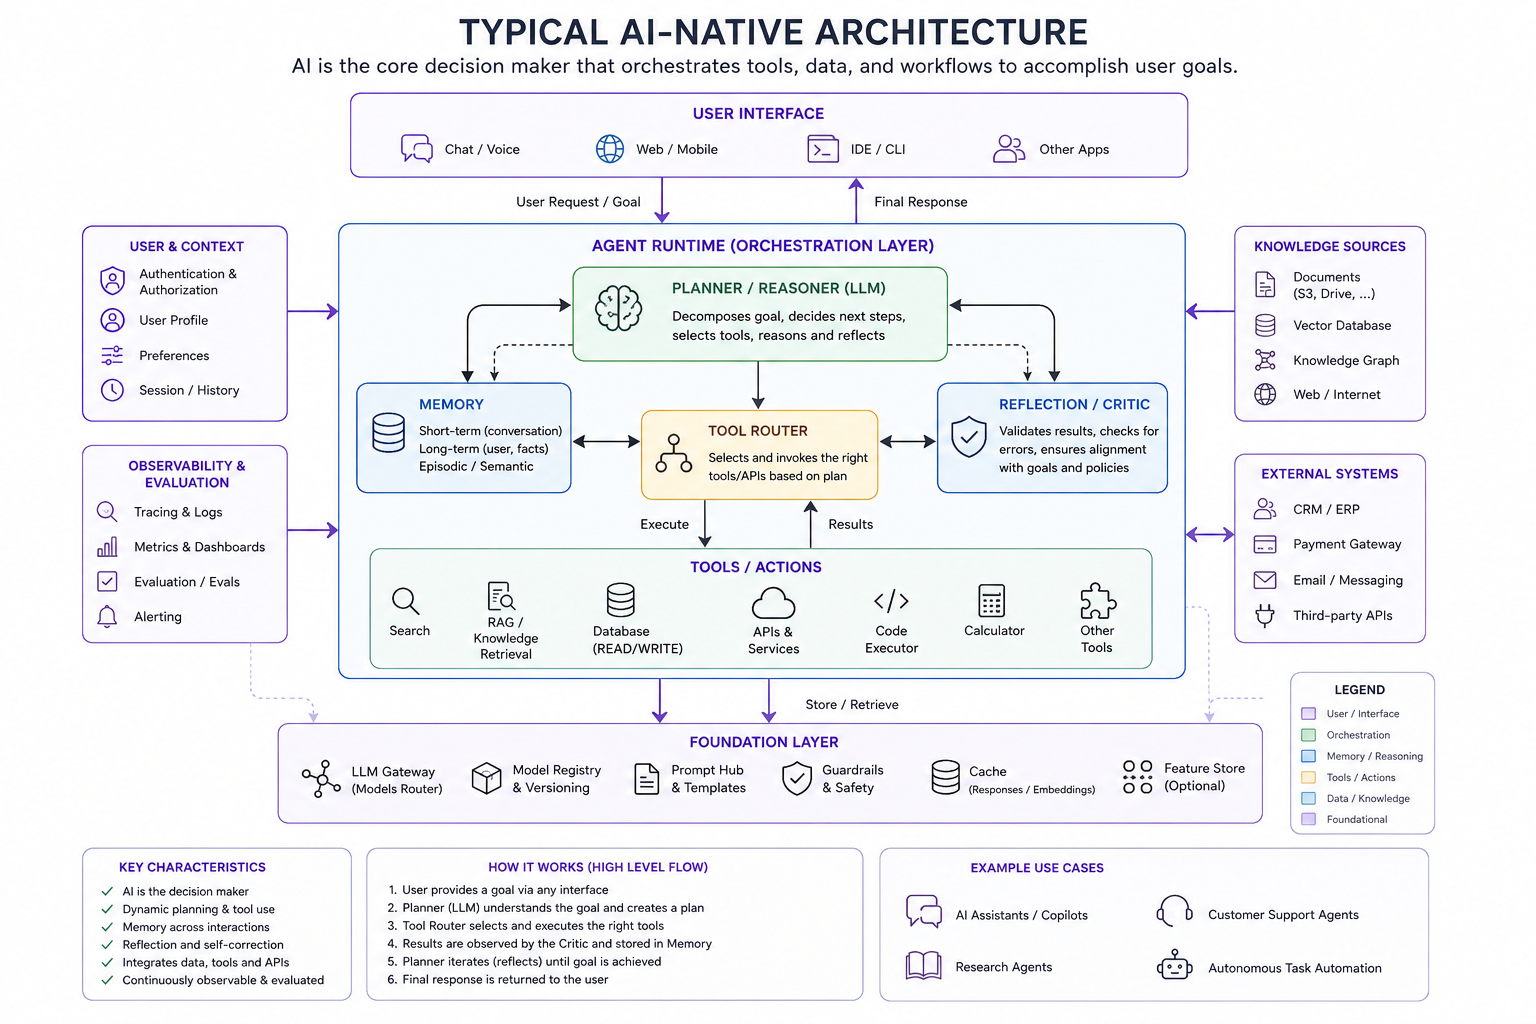 TYPICAL AI-NATIVE ARCHITECTURE
AI is the core decision maker that orchestrates tools, data, and workflows to accomplish user goals.
USER INTERFACE
Chat / Voice
Web / Mobile
IDE / CLI
Other Apps
User Request / Goal
Final Response
USER & CONTEXT
Authentication &
Authorization
User Profile
Preferences
Session / History
OBSERVABILITY &
EVALUATION
Tracing & Logs
Metrics & Dashboards
Evaluation / Evals
Alerting
AGENT RUNTIME (ORCHESTRATION LAYER)
PLANNER / REASONER (LLM)
Decomposes goal, decides next steps,
selects tools, reasons and reflects
MEMORY
Short-term (conversation)
Long-term (user, facts)
Episodic / Semantic
TOOL ROUTER
Selects and invokes the right
tools/APIs based on plan
REFLECTION / CRITIC
Validates results, checks for
errors, ensures alignment
with goals and policies
Execute
Results
TOOLS / ACTIONS
Search
RAG /
Knowledge
Retrieval
Database
(READ/WRITE)
APIs &
Services
Code
Executor
Calculator
Other
Tools
KNOWLEDGE SOURCES
Documents
(S3, Drive, ...)
Vector Database
Knowledge Graph
Web / Internet
EXTERNAL SYSTEMS
CRM / ERP
Payment Gateway
Email / Messaging
Third-party APIs
Store / Retrieve
FOUNDATION LAYER
LLM Gateway
(Models Router)
Model Registry
& Versioning
Prompt Hub
& Templates
Guardrails
& Safety
Cache
(Responses / Embeddings)
Feature Store
(Optional)
LEGEND
User / Interface
Orchestration
Memory / Reasoning
Tools / Actions
Data / Knowledge
Foundational
KEY CHARACTERISTICS
AI is the decision maker
Dynamic planning & tool use
Memory across interactions
Reflection and self-correction
Integrates data, tools and APIs
Continuously observable & evaluated
HOW IT WORKS (HIGH LEVEL FLOW)
1. User provides a goal via any interface
2. Planner (LLM) understands the goal and creates a plan
3. Tool Router selects and executes the right tools
4. Results are observed by the Critic and stored in Memory
5. Planner iterates (reflects) until goal is achieved
6. Final response is returned to the user
EXAMPLE USE CASES
AI Assistants / Copilots
Customer Support Agents
Research Agents
Autonomous Task Automation